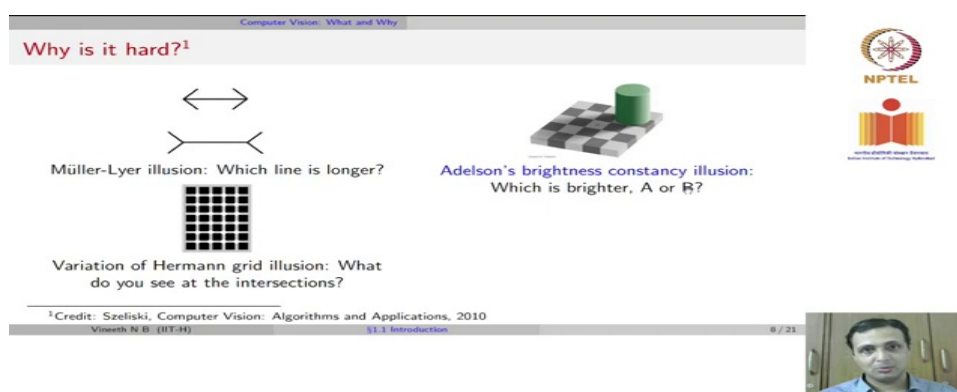 Computer Vision: What and Why
Why is it hard?¹
Müller-Lyer illusion: Which line is longer?
Variation of Hermann grid illusion: What
do you see at the intersections?
Adelson's brightness constancy illusion:
Which is brighter, A or B?
¹Credit: Szeliski, Computer Vision: Algorithms and Applications, 2010
Vineeth N B (IIT-H)
§1.1 Introduction
8 / 21
NPTEL